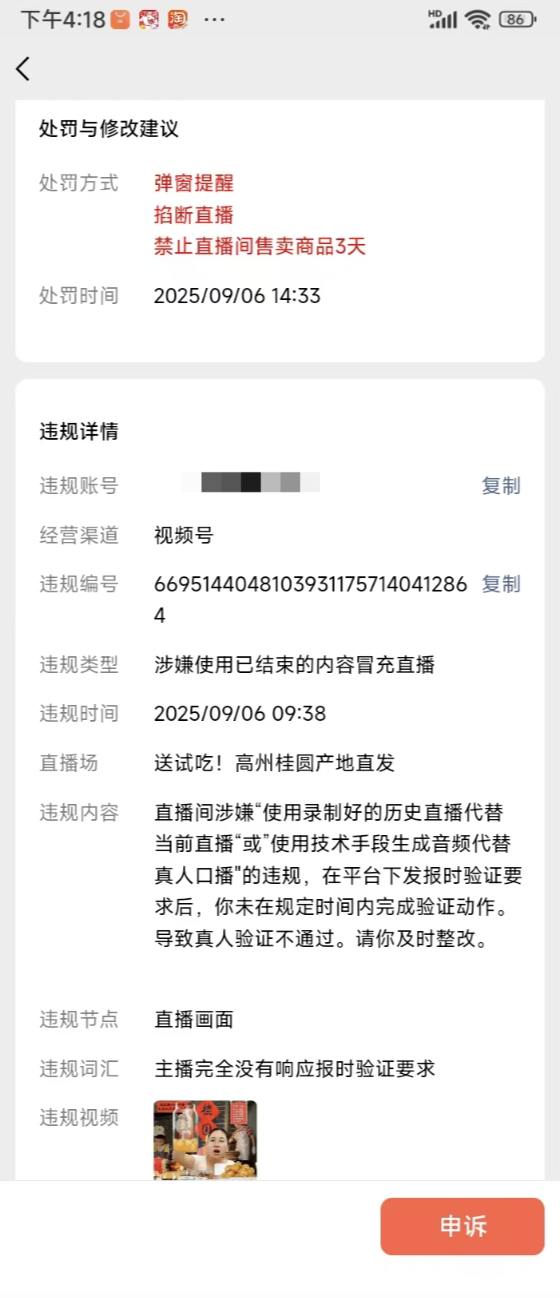 下午4:18 淘 ··· HD 86
处罚与修改建议
处罚方式 弹窗提醒
掐断直播
禁止直播间售卖商品3天
处罚时间 2025/09/06 14:33
违规详情
违规账号 复制
经营渠道 视频号
违规编号 669514404810393117571404 1286 复制
4
违规类型 涉嫌使用已结束的内容冒充直播
违规时间 2025/09/06 09:38
直播场 送试吃！高州桂圆产地直发
违规内容 直播间涉嫌“使用录制好的历史直播代替
当前直播“或”使用技术手段生成音频代替
真人口播"的违规，在平台下发报时验证要
求后，你未在规定时间内完成验证动作。
导致真人验证不通过。请你及时整改。
违规节点 直播画面
违规词汇 主播完全没有响应报时验证要求
违规视频
申诉